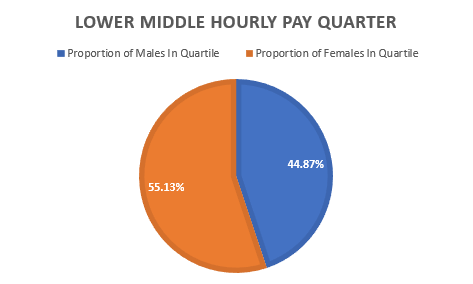 LOWER MIDDLE HOURLY PAY QUARTER
Proportion of Males In Quartile Proportion of Females In Quartile
44.87%
55.13%